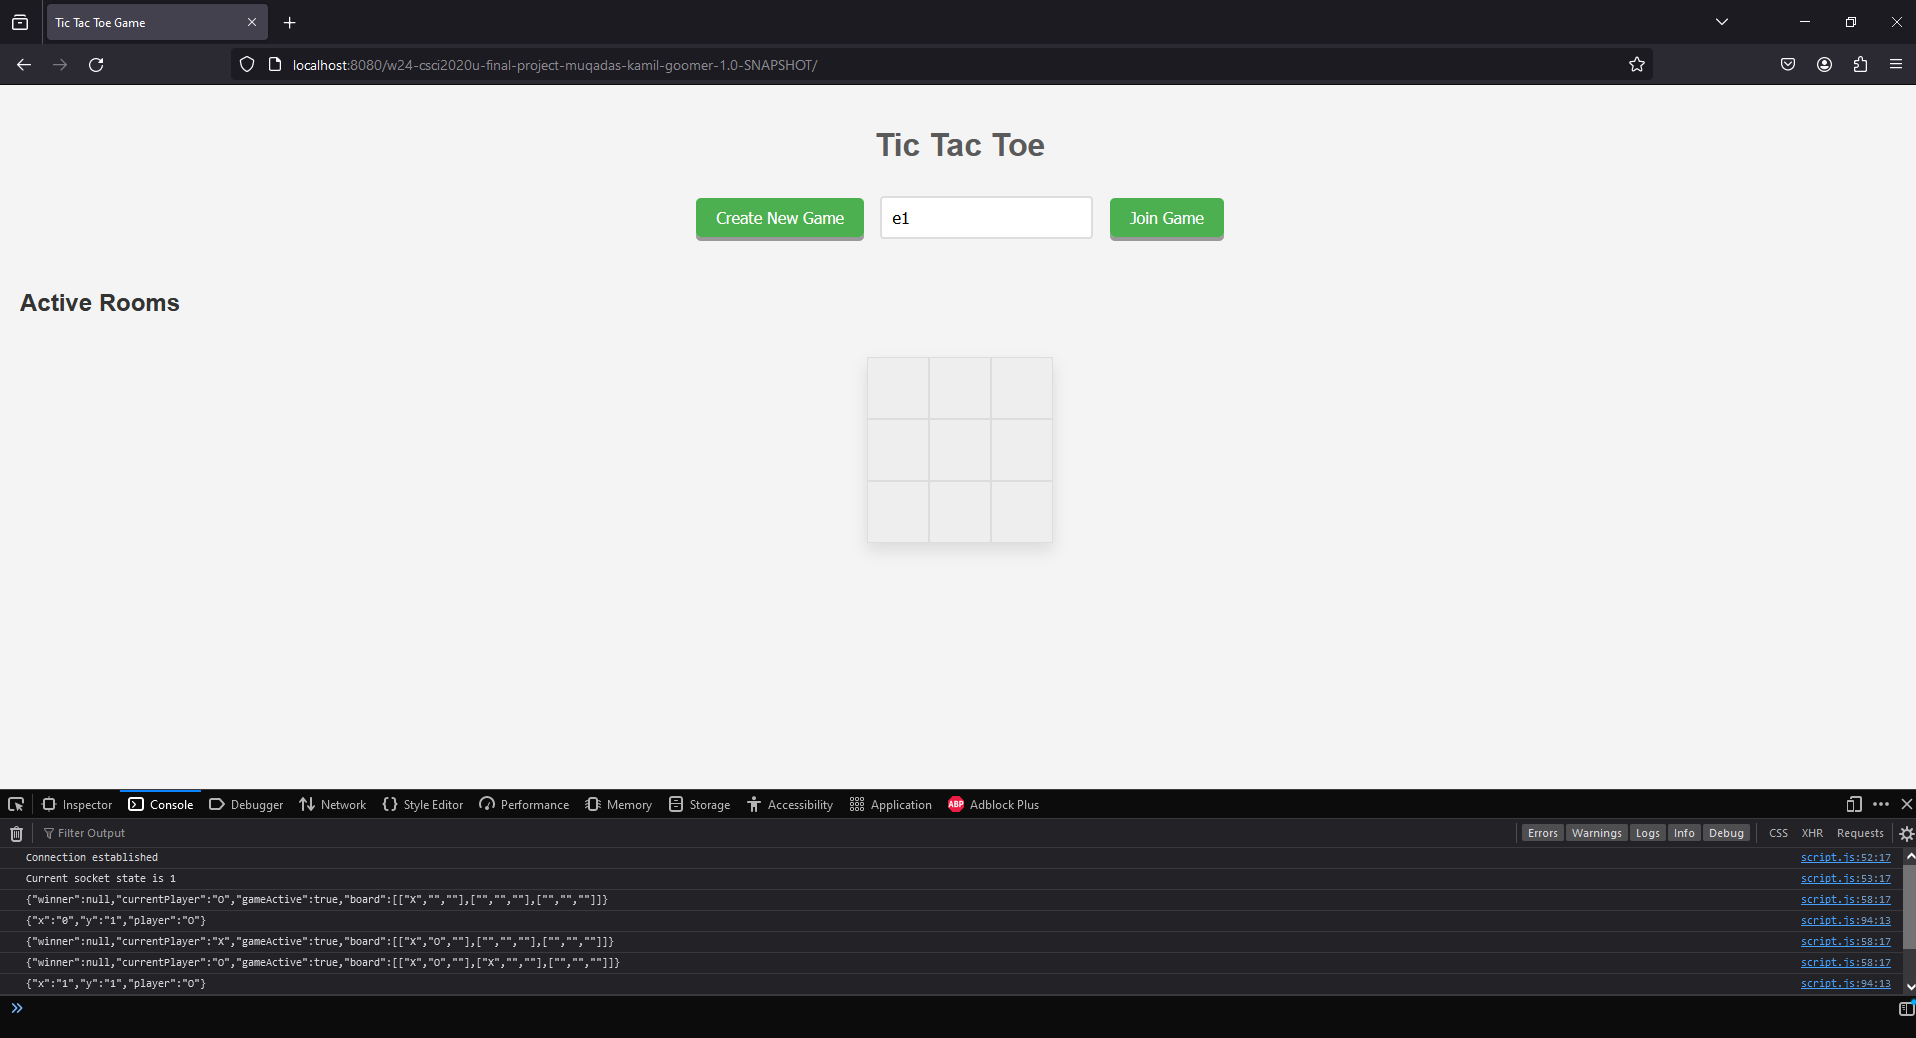 Tic Tac Toe Game
localhost:8080/w24-csci2020u-final-project-muqadas-kamil-goomer-1.0-SNAPSHOT/
Tic Tac Toe
Create New Game e1 Join Game
Active Rooms
Inspector Console Debugger Network Style Editor Performance Memory Storage Accessibility Application ABP Adblock Plus
Filter Output Errors Warnings Logs Info Debug CSS XHR Requests
Connection established script.js:52:17
Current socket state is 1 script.js:53:17
{"winner":null,"currentPlayer":"O","gameActive":true,"board":[["X","",""],["","",""],["","",""]]} script.js:58:17
{"x":"0","y":"1","player":"O"} script.js:94:13
{"winner":null,"currentPlayer":"X","gameActive":true,"board":[["X","O",""],["","",""],["","",""]]} script.js:58:17
{"winner":null,"currentPlayer":"O","gameActive":true,"board":[["X","O",""],["X","",""],["","",""]]} script.js:58:17
{"x":"1","y":"1","player":"O"} script.js:94:13